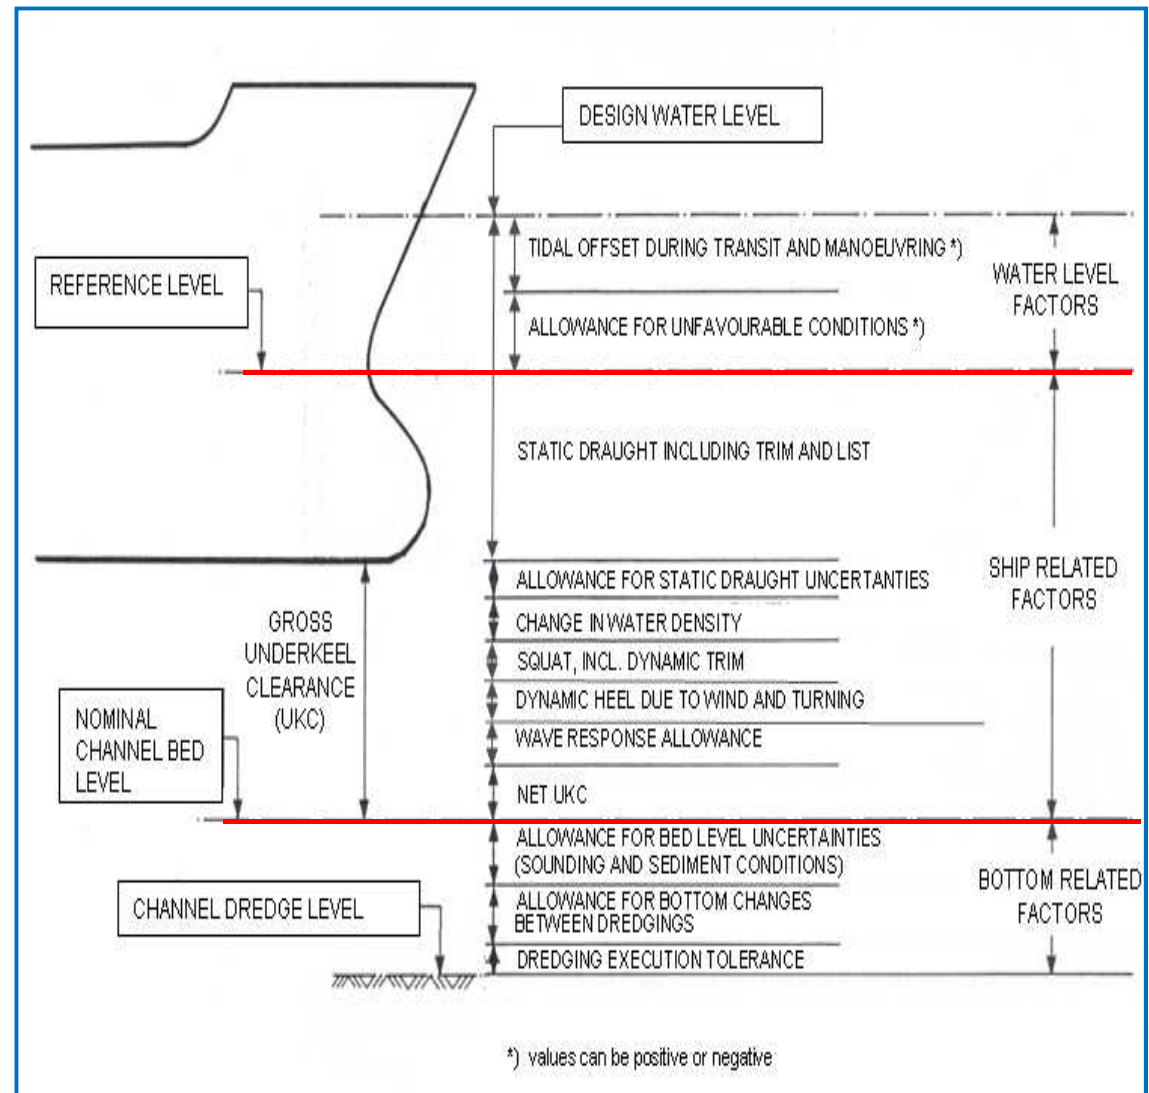 DESIGN WATER LEVEL
TIDAL OFFSET DURING TRANSIT AND MANOEUVRING *)
WATER LEVEL
FACTORS
REFERENCE LEVEL
ALLOWANCE FOR UNFAVOURABLE CONDITIONS *)
STATIC DRAUGHT INCLUDING TRIM AND LIST
SHIP RELATED
FACTORS
ALLOWANCE FOR STATIC DRAUGHT UNCERTANTIES
CHANGE IN WATER DENSITY
SQUAT, INCL. DYNAMIC TRIM
DYNAMIC HEEL DUE TO WIND AND TURNING
WAVE RESPONSE ALLOWANCE
NET UKC
GROSS
UNDERKEEL
CLEARANCE
(UKC)
NOMINAL
CHANNEL BED
LEVEL
ALLOWANCE FOR BED LEVEL UNCERTAINTIES
(SOUNDING AND SEDIMENT CONDITIONS)
BOTTOM RELATED
FACTORS
CHANNEL DREDGE LEVEL
ALLOWANCE FOR BOTTOM CHANGES
BETWEEN DREDGINGS
DREDGING EXECUTION TOLERANCE
*) values can be positive or negative